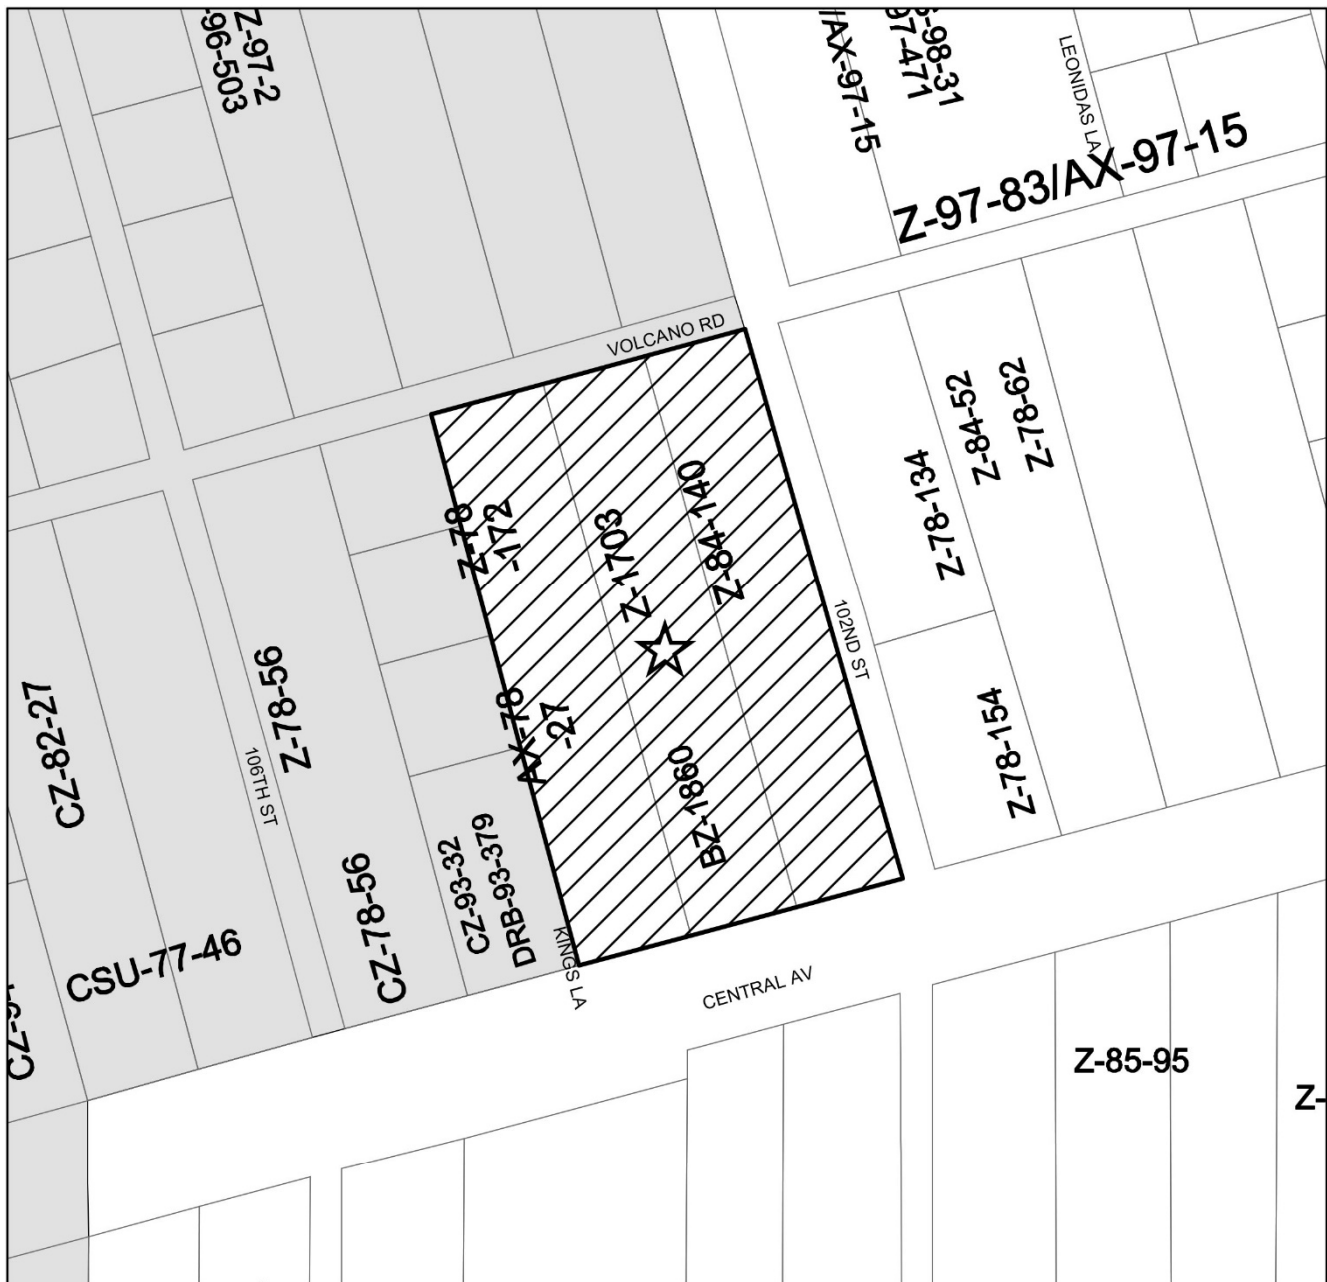 Z-97-2
-96-503
/AX-97-15
97-471
-98-31
LEONIDAS LA
Z-97-83/AX-97-15
VOLCANO RD
Z-78
-172
Z-1703
Z-84-140
Z-78-134
Z-84-52
Z-78-62
102ND ST
CZ-82-27
106TH ST
Z-78-56
AX-78
-27
BZ-1860
Z-78-154
CZ-78-56
CZ-93-32
DRB-93-379
KINGS LA
CSU-77-46
CENTRAL AV
Z-85-95
Z-